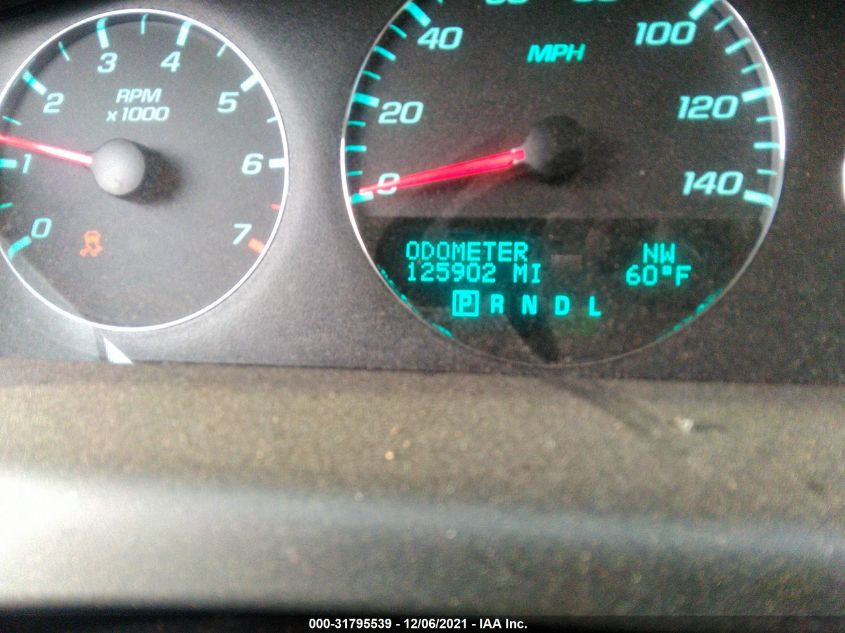 0 1 2 3 4 5 6 7
RPM
x1000
0 20 40 100 120 140
MPH
ODOMETER NW
125902 MI 60°F
P R N D L
000-31795539 - 12/06/2021 - IAA Inc.